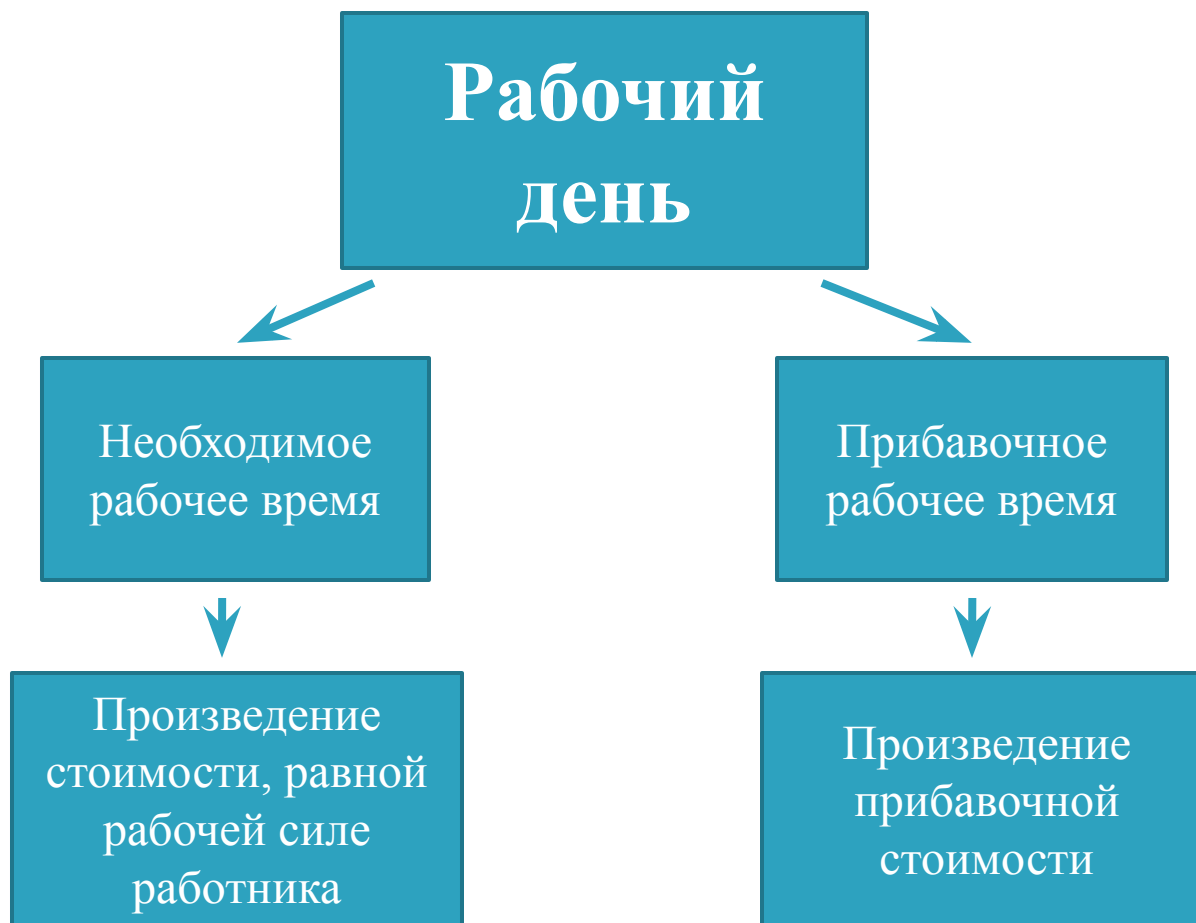 Рабочий
день
Необходимое
рабочее время
Прибавочное
рабочее время
Произведение
стоимости, равной
рабочей силе
работника
Произведение
прибавочной
стоимости